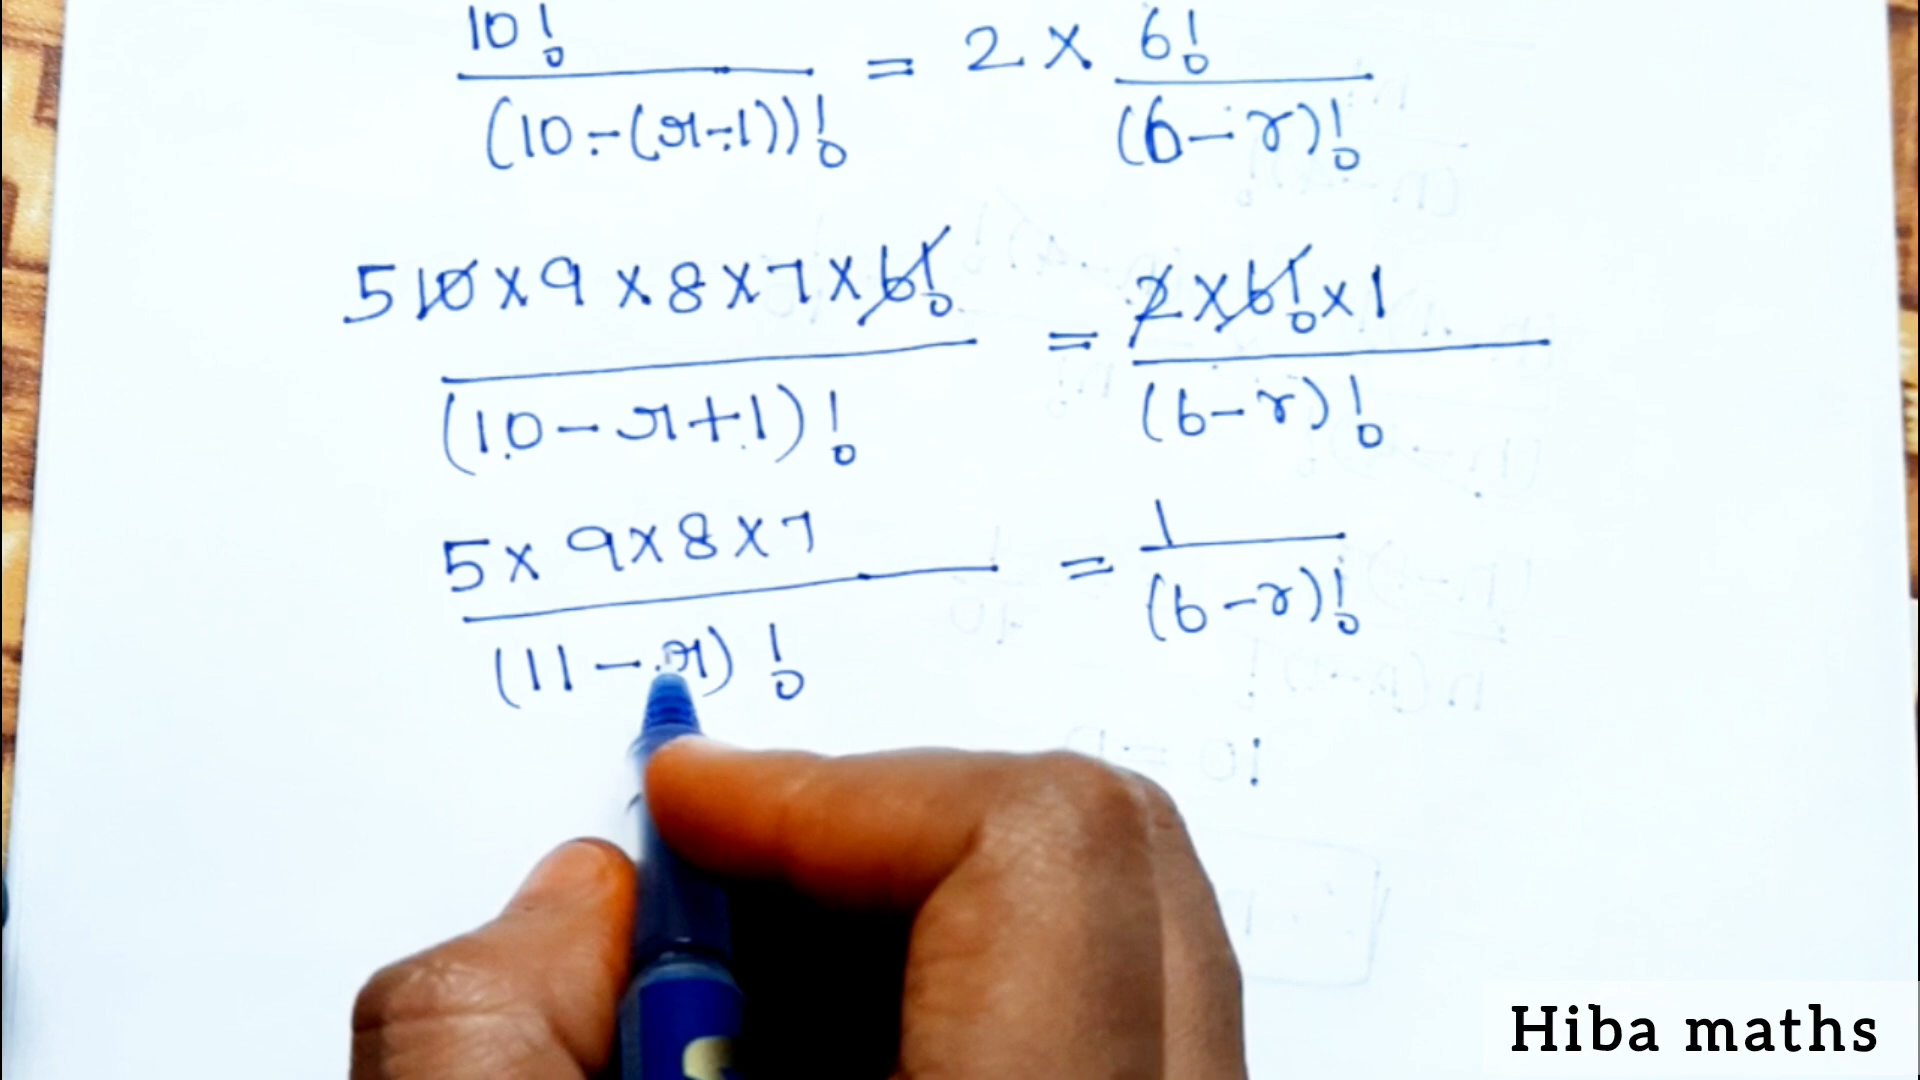 10! / (10-(r-1))! = 2 × 6! / (6-r)!
5 10 × 9 × 8 × 7 × 6! / (10-r+1)! = 2 × 6! × 1 / (6-r)!
5 × 9 × 8 × 7 / (11-r)! = 1 / (6-r)!
Hiba maths